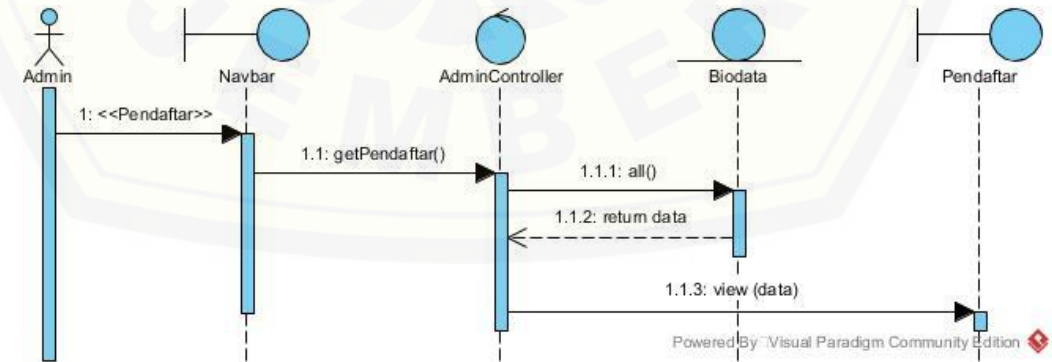 Admin
Navbar
AdminController
Biodata
Pendaftar
1: <<Pendaftar>>
1.1: getPendaftar()
1.1.1: all()
1.1.2: return data
1.1.3: view (data)
EMBER
Powered By Visual Paradigm Community Edition